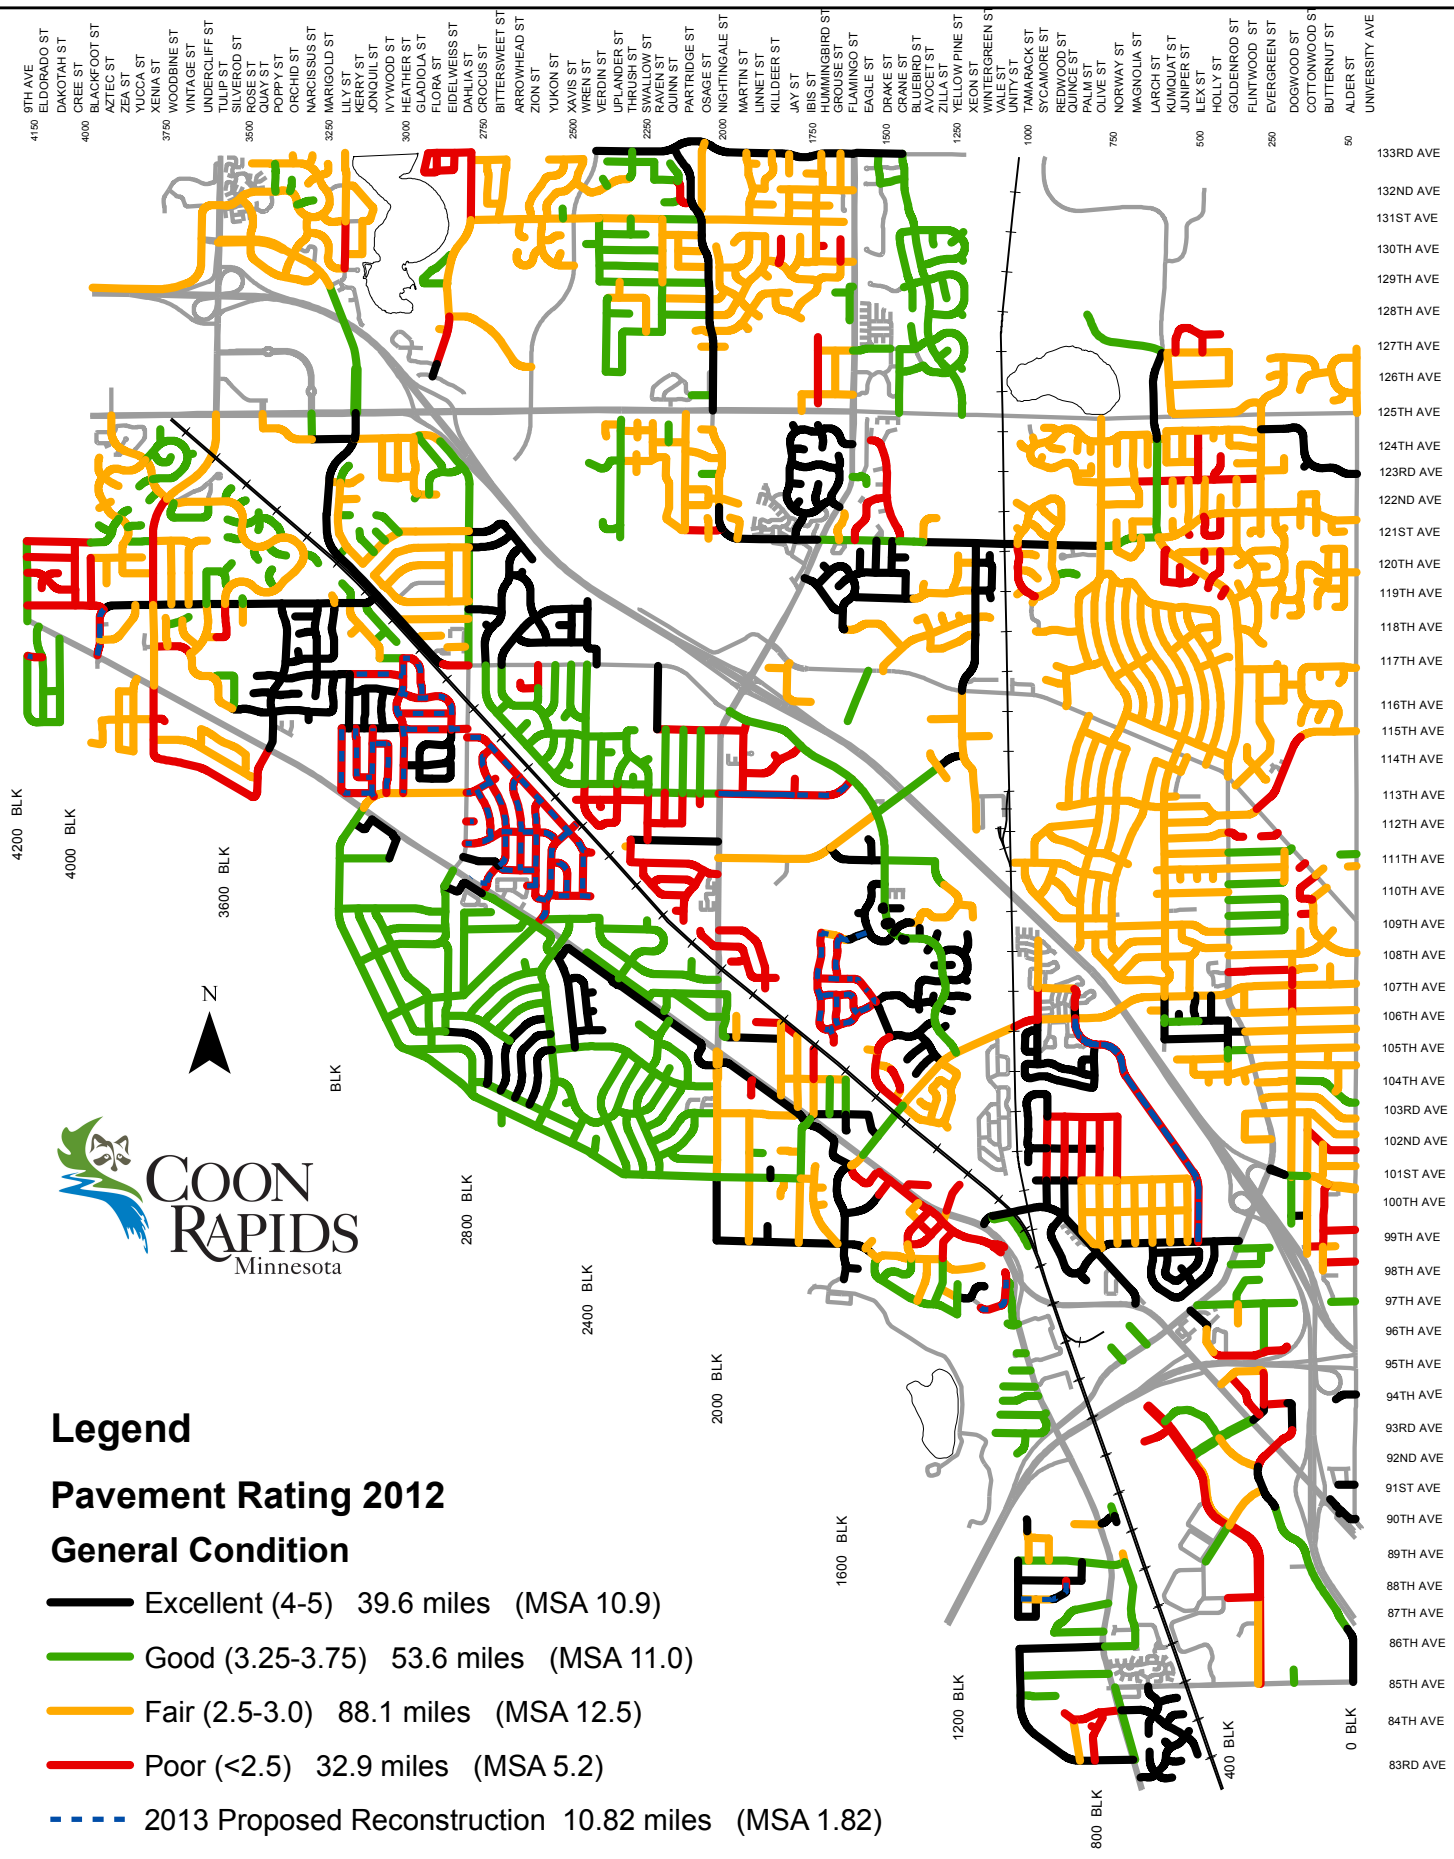 9TH AVE
ELDORADO ST
DAKOTAH ST
CREE ST
BLACKFOOT ST
AZTEC ST
ZEA ST
YUCCA ST
XENIA ST
WOODBINE ST
VINTAGE ST
UNDERCLIFF ST
TULIP ST
SILVEROD ST
ROSE ST
QUAY ST
POPPY ST
ORCHID ST
NARCISSUS ST
MARIGOLD ST
LILY ST
KERRY ST
JONQUIL ST
IVYWOOD ST
HEATHER ST
GLADIOLA ST
FLORA ST
EIDELWEISS ST
DAHLIA ST
CROCUS ST
BITTERSWEET ST
ARROWHEAD ST
ZION ST
YUKON ST
XAVIS ST
WREN ST
VERDIN ST
UPLANDER ST
THRUSH ST
SWALLOW ST
RAVEN ST
QUINN ST
PARTRIDGE ST
OSAGE ST
NIGHTINGALE ST
MARTIN ST
LINNET ST
KILLDEER ST
JAY ST
IBIS ST
HUMMINGBIRD ST
GROUSE ST
FLAMINGO ST
EAGLE ST
DRAKE ST
CRANE ST
BLUEBIRD ST
AVOCET ST
ZILLA ST
YELLOW PINE ST
XEON ST
WINTERGREEN ST
VALE ST
UNITY ST
TAMARACK ST
SYCAMORE ST
REDWOOD ST
QUINCE ST
PALM ST
OLIVE ST
NORWAY ST
MAGNOLIA ST
LARCH ST
KUMQUAT ST
JUNIPER ST
ILEX ST
HOLLY ST
GOLDENROD ST
FLINTWOOD ST
EVERGREEN ST
DOGWOOD ST
COTTONWOOD ST
BUTTERNUT ST
ALDER ST
UNIVERSITY AVE
4150
4000
3750
3500
3250
3000
2750
2500
2250
2000
1750
1500
1250
1000
750
500
250
50
133RD AVE
132ND AVE
131ST AVE
130TH AVE
129TH AVE
128TH AVE
127TH AVE
126TH AVE
125TH AVE
124TH AVE
123RD AVE
122ND AVE
121ST AVE
120TH AVE
119TH AVE
118TH AVE
117TH AVE
116TH AVE
115TH AVE
114TH AVE
113TH AVE
112TH AVE
111TH AVE
110TH AVE
109TH AVE
108TH AVE
107TH AVE
106TH AVE
105TH AVE
104TH AVE
103RD AVE
102ND AVE
101ST AVE
100TH AVE
99TH AVE
98TH AVE
97TH AVE
96TH AVE
95TH AVE
94TH AVE
93RD AVE
92ND AVE
91ST AVE
90TH AVE
89TH AVE
88TH AVE
87TH AVE
86TH AVE
85TH AVE
84TH AVE
83RD AVE
4200 BLK
4000 BLK
3600 BLK
BLK
2800 BLK
2400 BLK
2000 BLK
1600 BLK
1200 BLK
800 BLK
400 BLK
0 BLK
N
COON
RAPIDS
Minnesota
Legend
Pavement Rating 2012
General Condition
Excellent (4-5) 39.6 miles (MSA 10.9)
Good (3.25-3.75) 53.6 miles (MSA 11.0)
Fair (2.5-3.0) 88.1 miles (MSA 12.5)
Poor (<2.5) 32.9 miles (MSA 5.2)
2013 Proposed Reconstruction 10.82 miles (MSA 1.82)